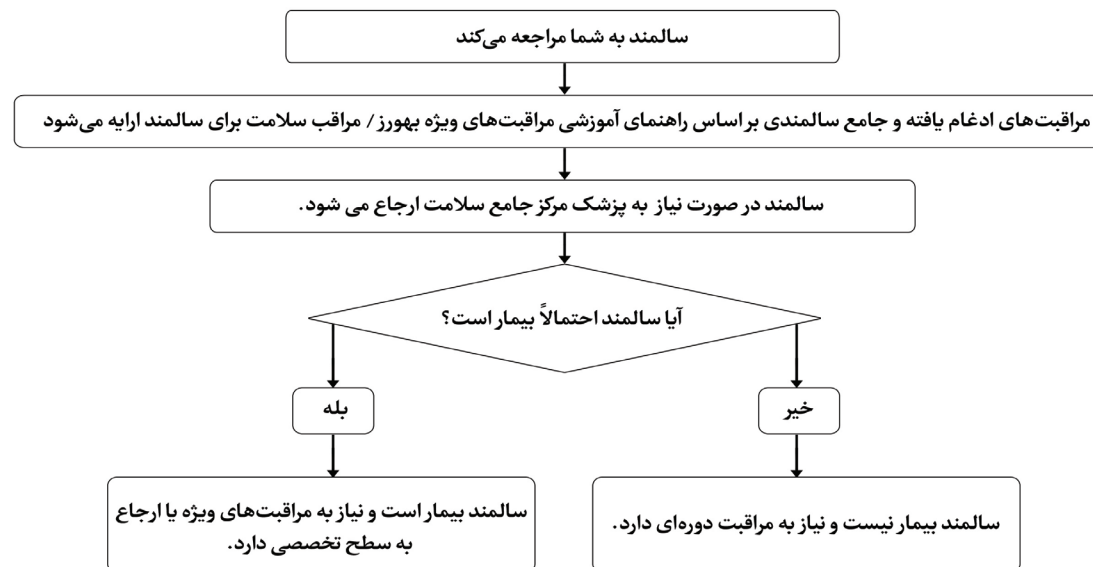 سالمند به شما مراجعه می‌کند
مراقبت‌های ادغام یافته و جامع سالمندی بر اساس راهنمای آموزشی مراقبت‌های ویژه بهورز / مراقب سلامت برای سالمند ارایه می‌شود
سالمند در صورت نیاز به پزشک مرکز جامع سلامت ارجاع می شود.
آیا سالمند احتمالاً بیمار است؟
خیر
بله
سالمند بیمار نیست و نیاز به مراقبت دوره‌ای دارد.
سالمند بیمار است و نیاز به مراقبت‌های ویژه یا ارجاع
به سطح تخصصی دارد.